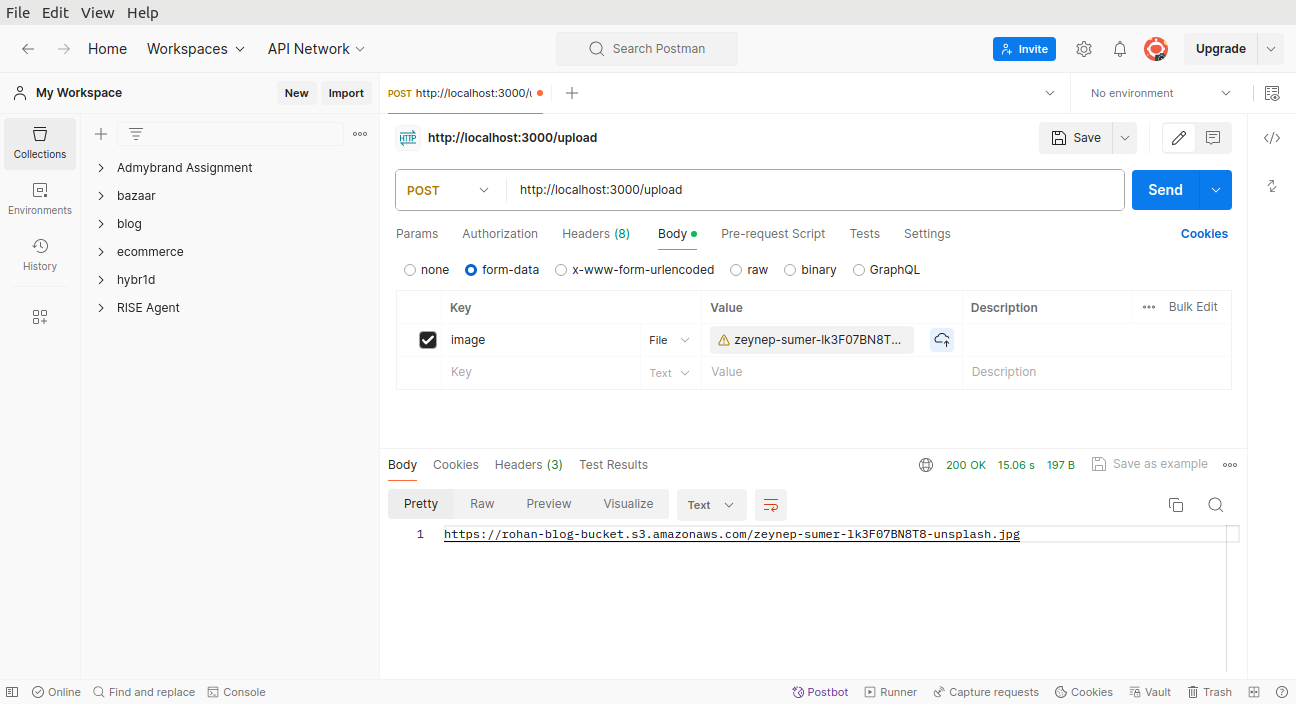 File Edit View Help
Home Workspaces API Network Search Postman Invite Upgrade
My Workspace New Import POST http://localhost:3000/u No environment
Collections
Environments
History
Admybrand Assignment
bazaar
blog
ecommerce
hybr1d
RISE Agent
HTTP http://localhost:3000/upload Save
POST http://localhost:3000/upload Send
Params Authorization Headers (8) Body Pre-request Script Tests Settings Cookies
none form-data x-www-form-urlencoded raw binary GraphQL
Key Value Description Bulk Edit
image File zeynep-sumer-lk3F07BN8T...
Key Text Value Description
Body Cookies Headers (3) Test Results 200 OK 15.06 s 197 B Save as example
Pretty Raw Preview Visualize Text
1 https://rohan-blog-bucket.s3.amazonaws.com/zeynep-sumer-lk3F07BN8T8-unsplash.jpg
Online Find and replace Console Postbot Runner Capture requests Cookies Vault Trash